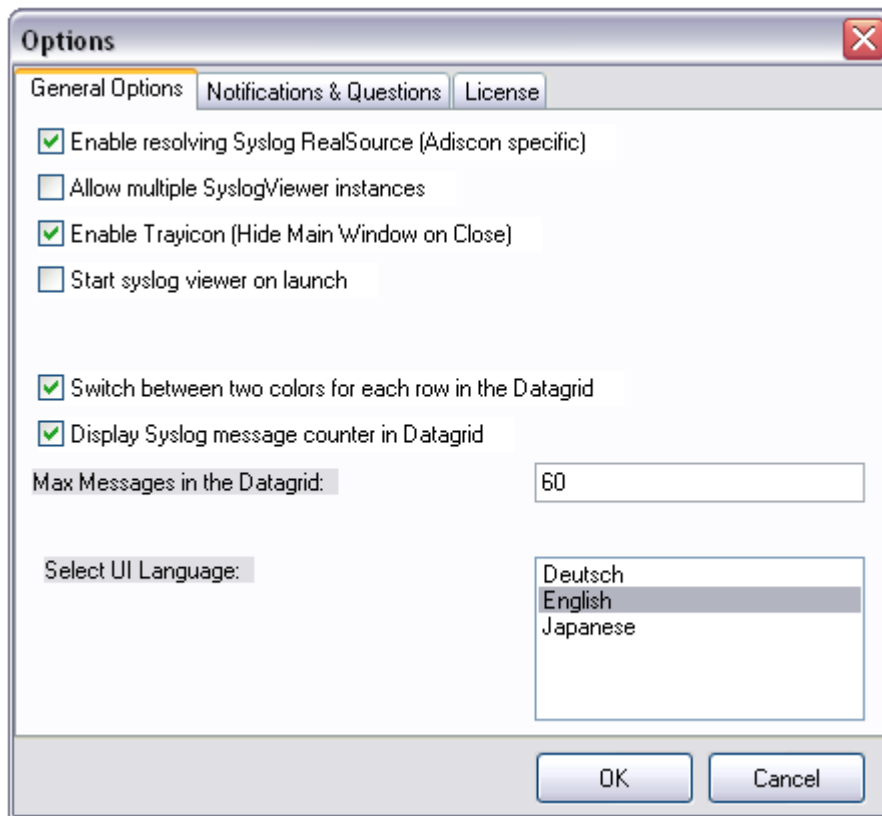 Options
General Options
Notifications & Questions
License
Enable resolving Syslog RealSource (Adiscon specific)
Allow multiple SyslogViewer instances
Enable Trayicon (Hide Main Window on Close)
Start syslog viewer on launch
Switch between two colors for each row in the Datagrid
Display Syslog message counter in Datagrid
Max Messages in the Datagrid:
60
Select UI Language:
Deutsch
English
Japanese
OK
Cancel